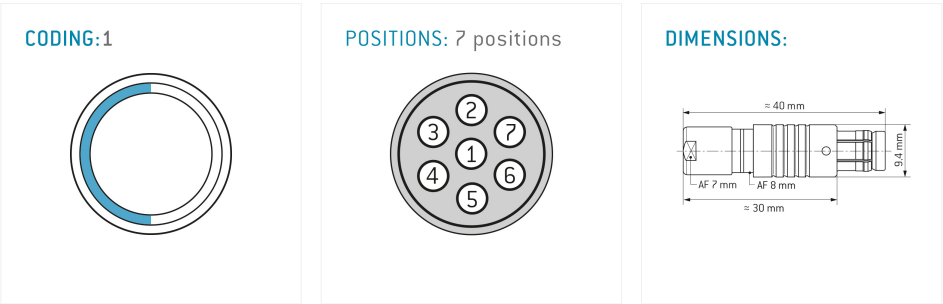 CODING:1
POSITIONS: 7 positions
2
3
7
1
4
6
5
DIMENSIONS:
≈ 40 mm
9,4 mm
AF 7 mm
AF 8 mm
≈ 30 mm